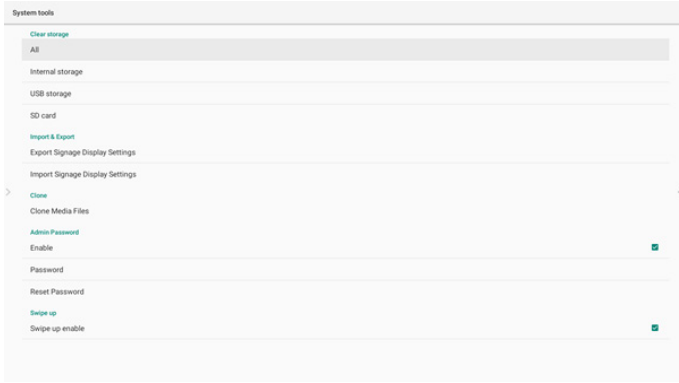 System tools
Clear storage
All
Internal storage
USB storage
SD card
Import & Export
Export Signage Display Settings
Import Signage Display Settings
Clone
Clone Media Files
Admin Password
Enable
Password
Reset Password
Swipe up
Swipe up enable